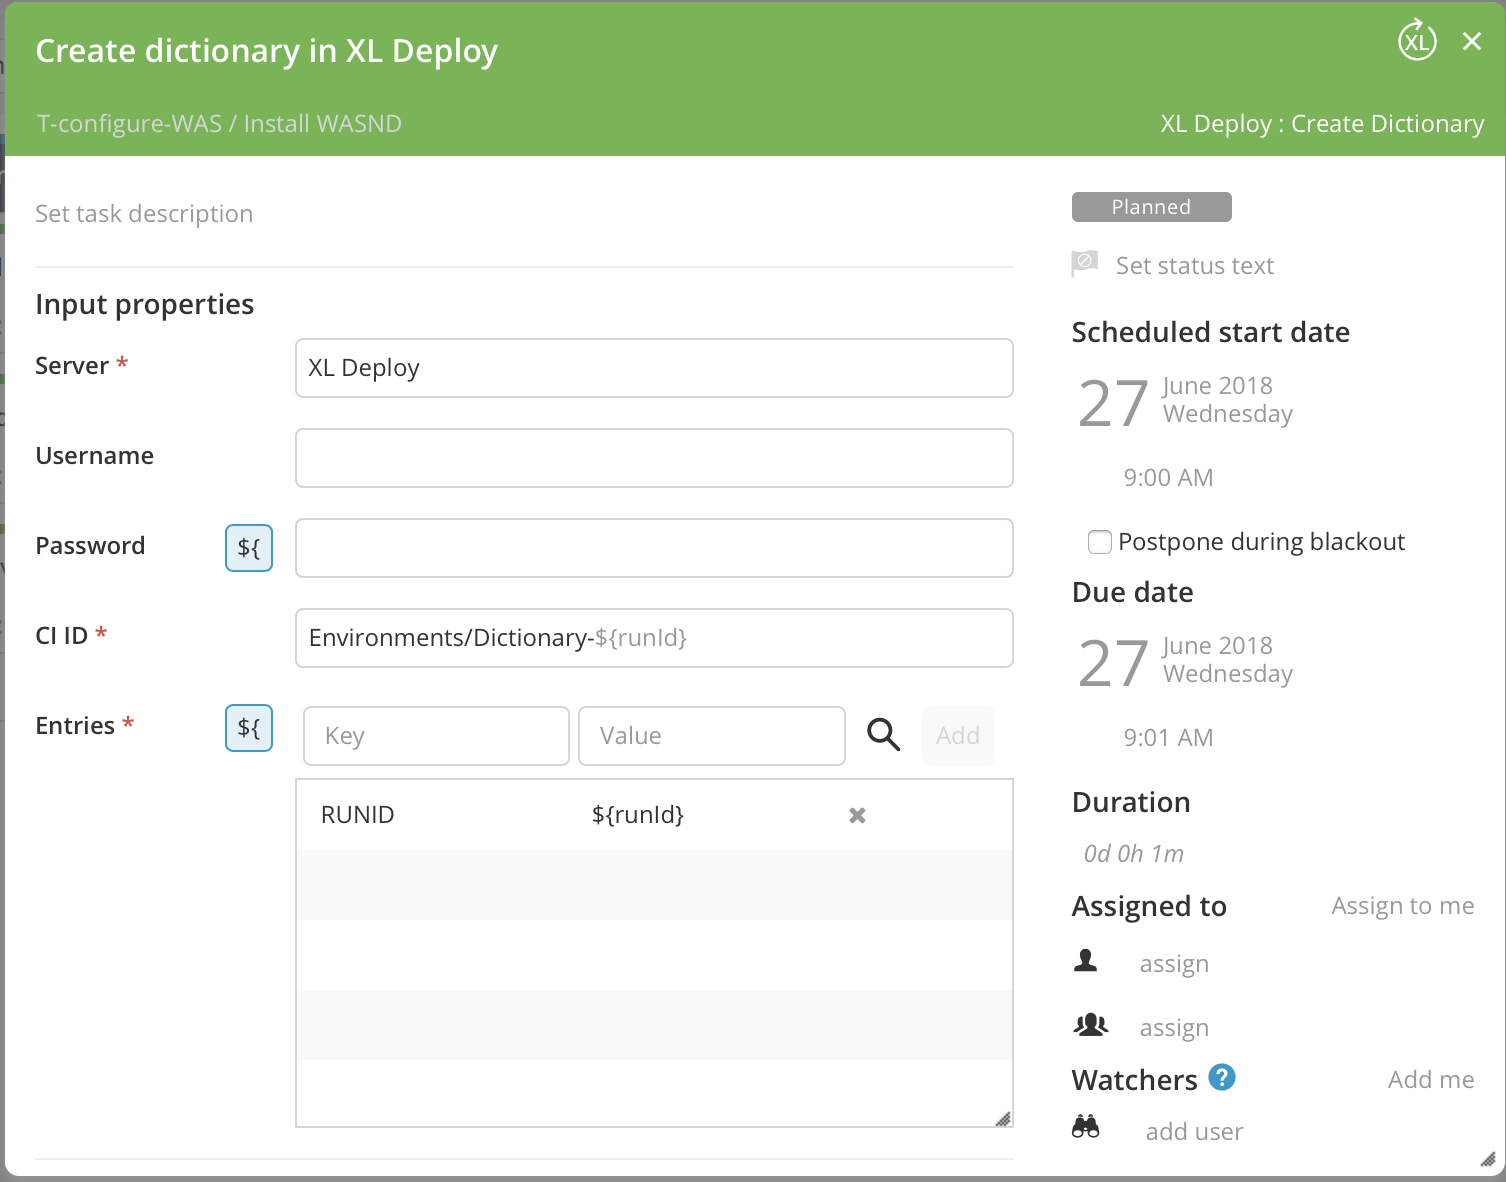 Create dictionary in XL Deploy
XL
T-configure-WAS / Install WASND
XL Deploy : Create Dictionary
Set task description
Input properties
Server *
XL Deploy
Username
Password
${
CI ID *
Environments/Dictionary-${runId}
Entries *
${
Key
Value
Add
RUNID
${runId}
Planned
Set status text
Scheduled start date
27
June 2018
Wednesday
9:00 AM
Postpone during blackout
Due date
27
June 2018
Wednesday
9:01 AM
Duration
0d 0h 1m
Assigned to
Assign to me
assign
assign
Watchers ?
Add me
add user